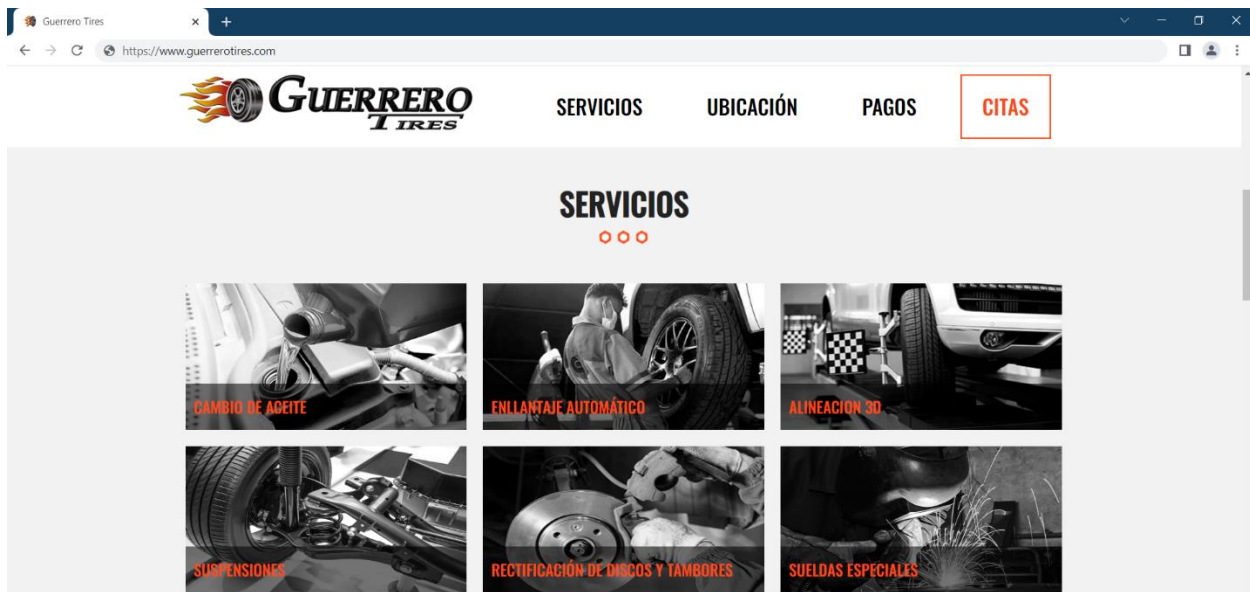 Guerrero Tires
https://www.guerrerotires.com
GUERRERO
TIRES
SERVICIOS UBICACIÓN PAGOS CITAS
SERVICIOS
CAMBIO DE ACEITE
ENLLANTAJE AUTOMÁTICO
ALINEACION 3D
SUSPENSIONES
RECTIFICACIÓN DE DISCOS Y TAMBORES
SUELDAS ESPECIALES